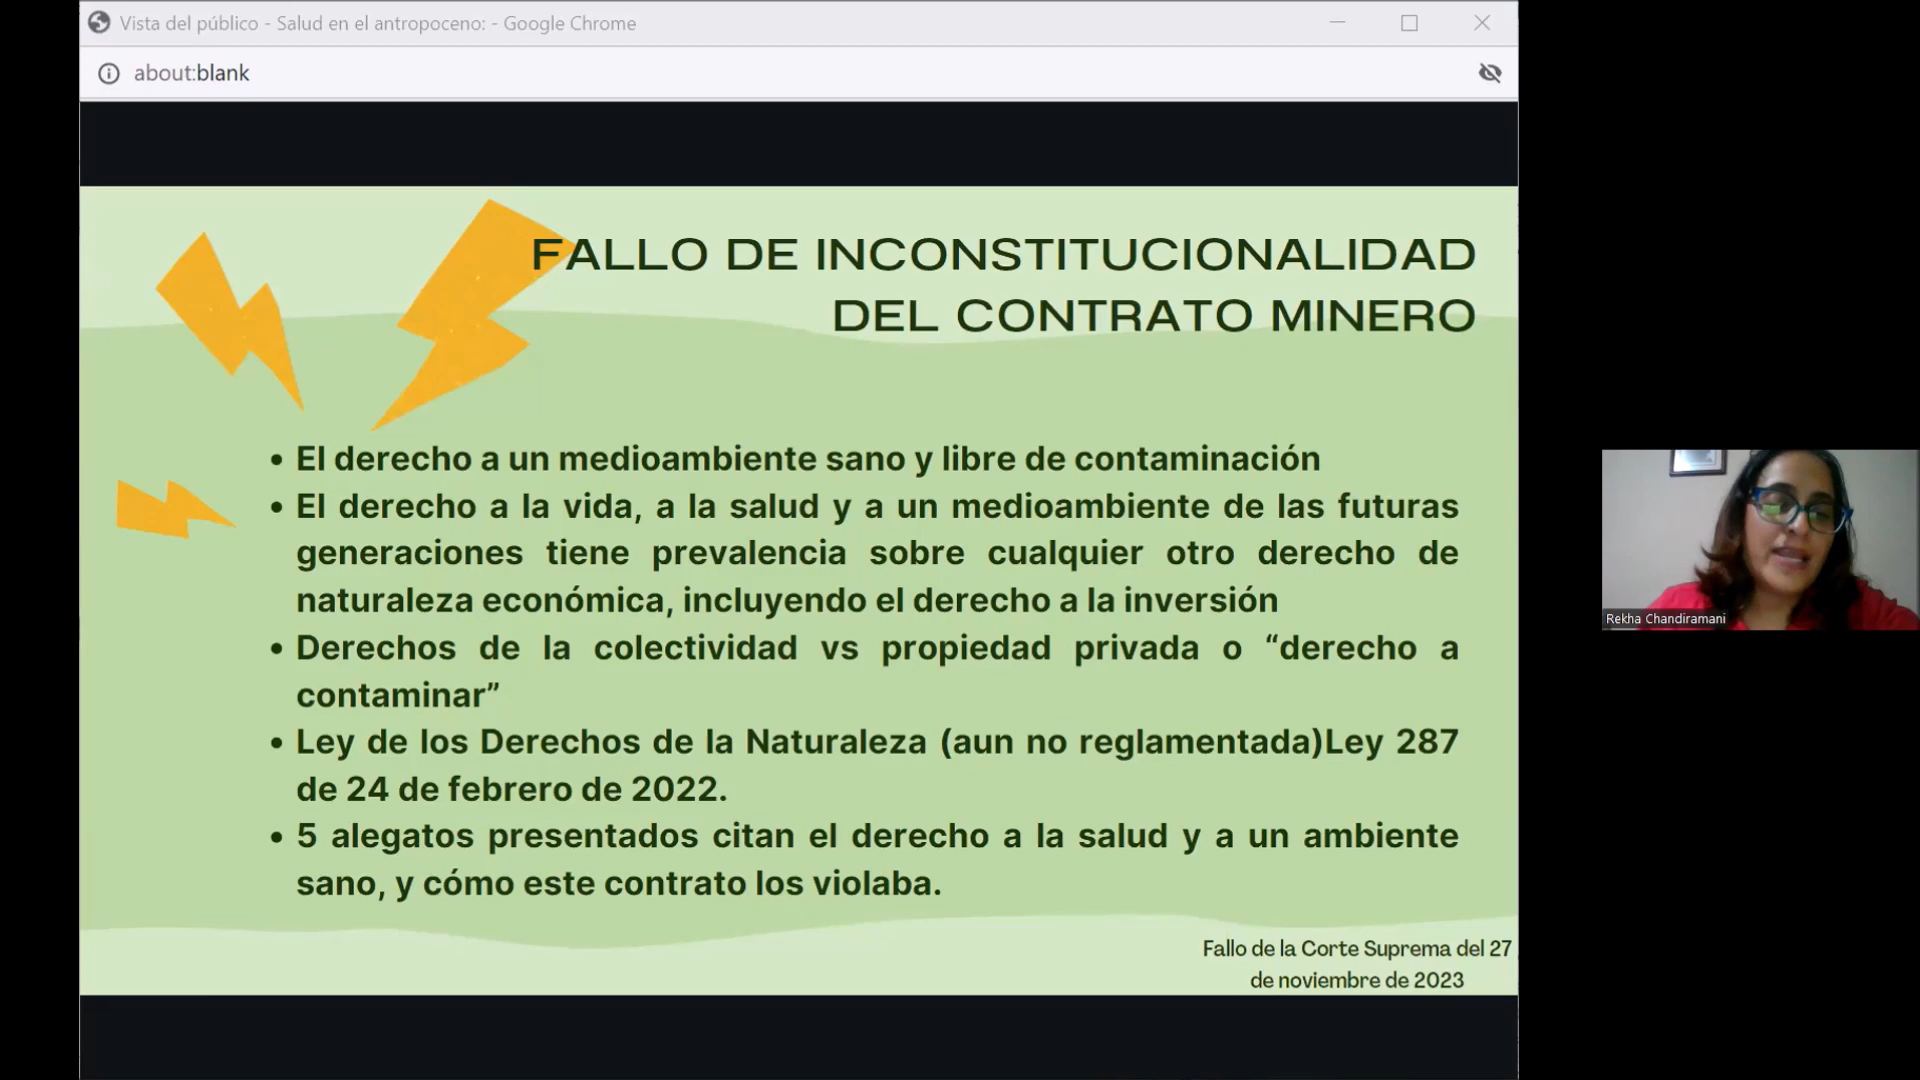 Vista del público - Salud en el antropoceno: - Google Chrome
about:blank
FALLO DE INCONSTITUCIONALIDAD
DEL CONTRATO MINERO
• El derecho a un medioambiente sano y libre de contaminación
• El derecho a la vida, a la salud y a un medioambiente de las futuras
generaciones tiene prevalencia sobre cualquier otro derecho de
naturaleza económica, incluyendo el derecho a la inversión
• Derechos de la colectividad vs propiedad privada o “derecho a
contaminar”
• Ley de los Derechos de la Naturaleza (aun no reglamentada)Ley 287
de 24 de febrero de 2022.
• 5 alegatos presentados citan el derecho a la salud y a un ambiente
sano, y cómo este contrato los violaba.
Fallo de la Corte Suprema del 27
de noviembre de 2023
Rekha Chandiramani